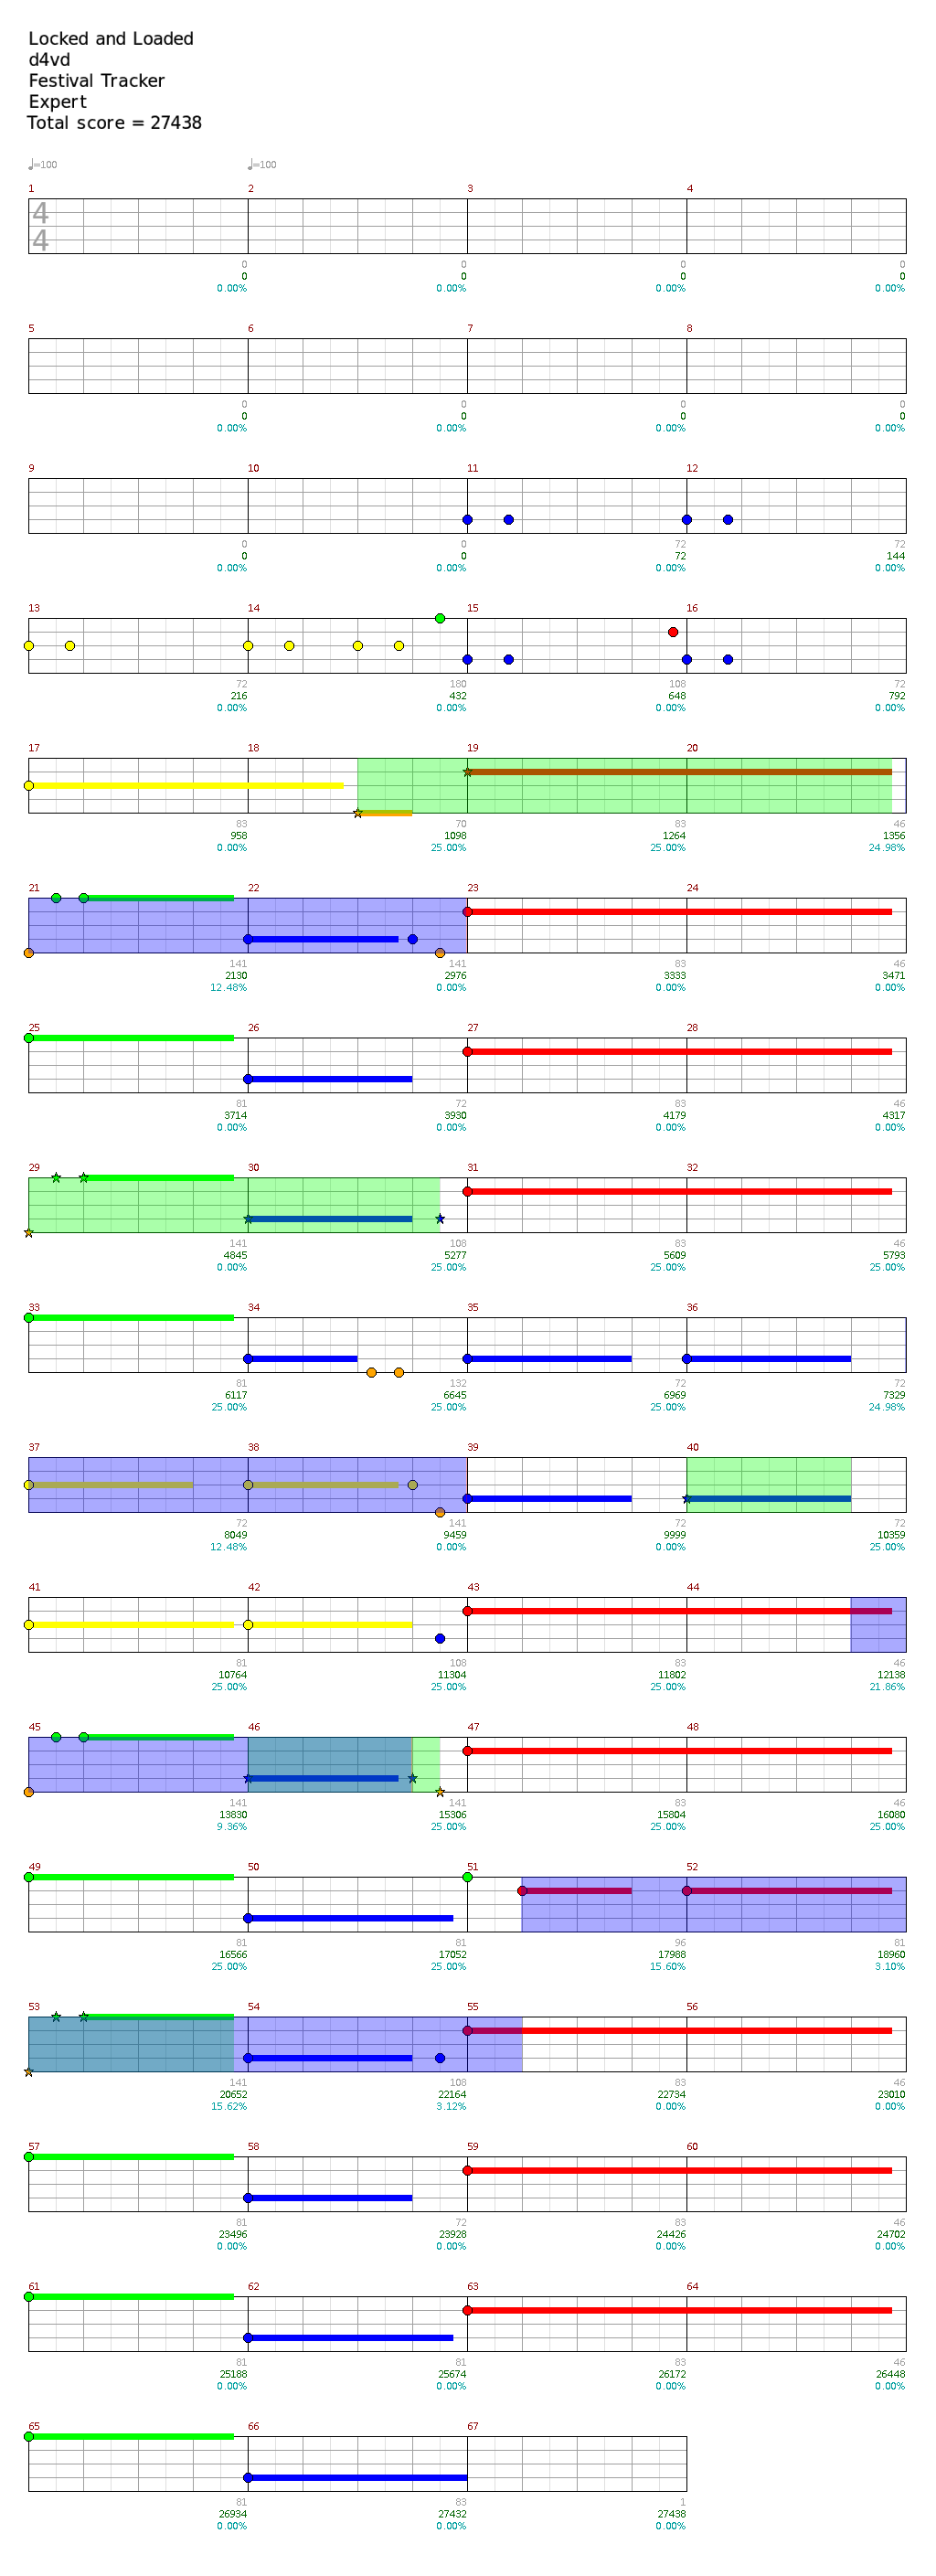 Locked and Loaded
d4vd
Festival Tracker
Expert
Total score = 27438
♩=100 ♩=100
1 2 3 4
4
4
0 0 0 0
0 0 0 0
0.00% 0.00% 0.00% 0.00%
5 6 7 8
0 0 0 0
0 0 0 0
0.00% 0.00% 0.00% 0.00%
9 10 11 12
0 0 72 72
0 0 72 144
0.00% 0.00% 0.00% 0.00%
13 14 15 16
72 180 108 72
216 432 648 792
0.00% 0.00% 0.00% 0.00%
17 18 19 20
83 70 83 46
958 1098 1264 1356
0.00% 25.00% 25.00% 24.98%
21 22 23 24
141 141 83 46
2130 2976 3333 3471
12.48% 0.00% 0.00% 0.00%
25 26 27 28
81 72 83 46
3714 3930 4179 4317
0.00% 0.00% 0.00% 0.00%
29 30 31 32
141 108 83 46
4845 5277 5609 5793
0.00% 25.00% 25.00% 25.00%
33 34 35 36
81 132 72 72
6117 6645 6969 7329
25.00% 25.00% 25.00% 24.98%
37 38 39 40
72 141 72 72
8049 9459 9999 10359
12.48% 0.00% 0.00% 25.00%
41 42 43 44
81 108 83 46
10764 11304 11802 12138
25.00% 25.00% 25.00% 21.86%
45 46 47 48
141 141 83 46
13830 15306 15804 16080
9.36% 25.00% 25.00% 25.00%
49 50 51 52
81 81 96 81
16566 17052 17988 18960
25.00% 25.00% 15.60% 3.10%
53 54 55 56
141 108 83 46
20652 22164 22734 23010
15.62% 3.12% 0.00% 0.00%
57 58 59 60
81 72 83 46
23496 23928 24426 24702
0.00% 0.00% 0.00% 0.00%
61 62 63 64
81 81 83 46
25188 25674 26172 26448
0.00% 0.00% 0.00% 0.00%
65 66 67
81 83 1
26934 27432 27438
0.00% 0.00% 0.00%